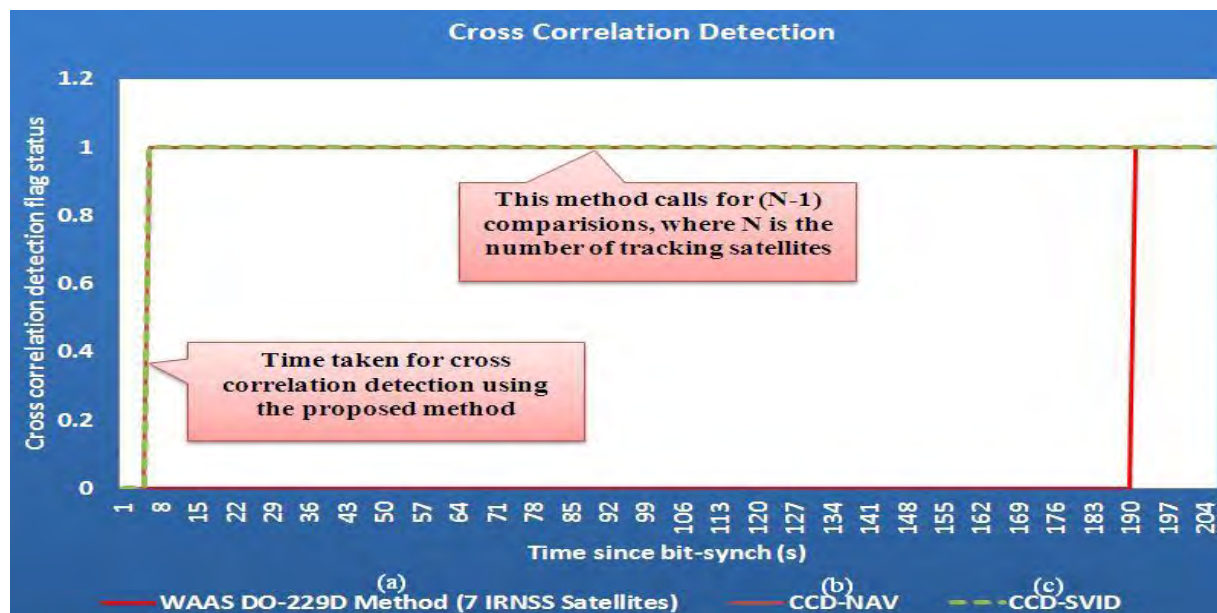 Cross Correlation Detection
Cross correlation detection flag status
1.2
1
0.8
0.6
0.4
0.2
0
This method calls for (N-1)
comparisions, where N is the
number of tracking satellites
Time taken for cross
correlation detection using
the proposed method
1 8 15 22 29 36 43 50 57 64 71 78 85 92 99 106 113 120 127 134 141 148 155 162 169 176 183 190 197 204
Time since bit-synch (s)
(a) (b) (c)
WAAS DO-229D Method (7 IRNSS Satellites) CCD-NAV CCD-SVID